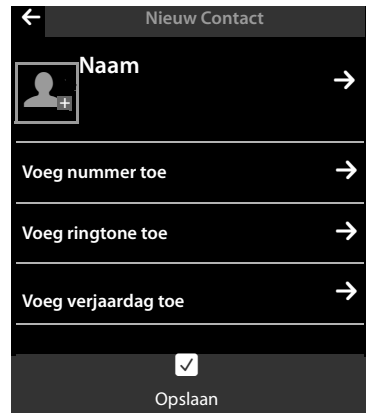 Nieuw Contact
Naam
Voeg nummer toe
Voeg ringtone toe
Voeg verjaardag toe
Opslaan